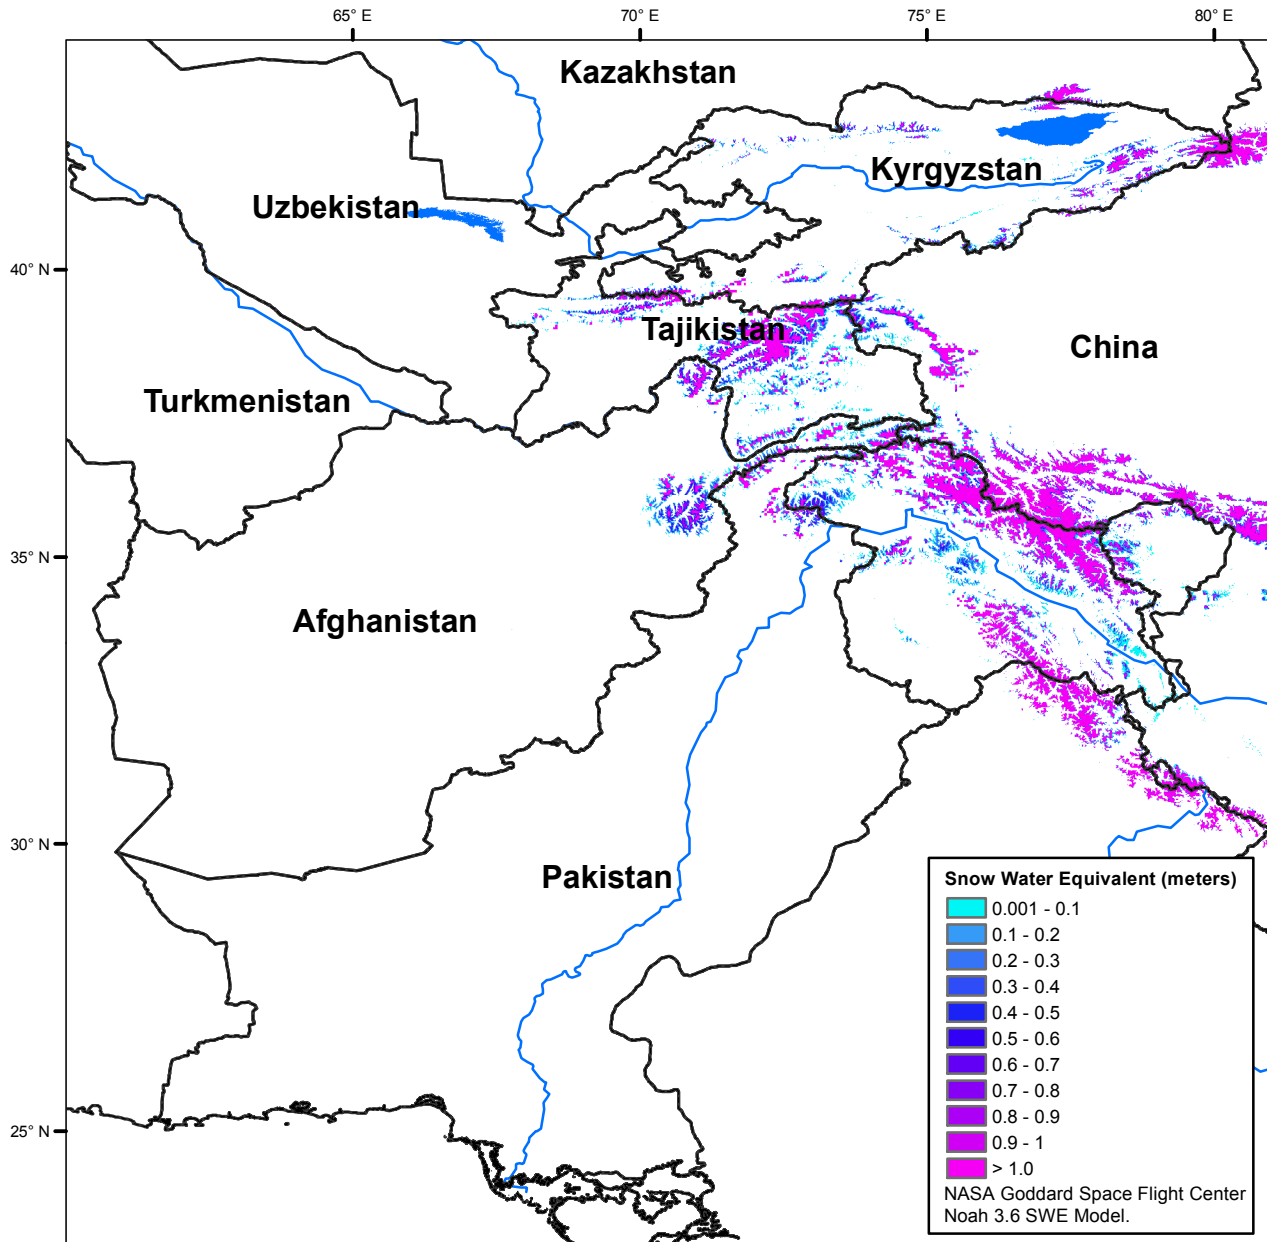 65° E
70° E
75° E
80° E
Kazakhstan
Kyrgyzstan
Uzbekistan
40° N
Tajikistan
China
Turkmenistan
35° N
Afghanistan
30° N
Pakistan
25° N
Snow Water Equivalent (meters)
0.001 - 0.1
0.1 - 0.2
0.2 - 0.3
0.3 - 0.4
0.4 - 0.5
0.5 - 0.6
0.6 - 0.7
0.7 - 0.8
0.8 - 0.9
0.9 - 1
> 1.0
NASA Goddard Space Flight Center
Noah 3.6 SWE Model.